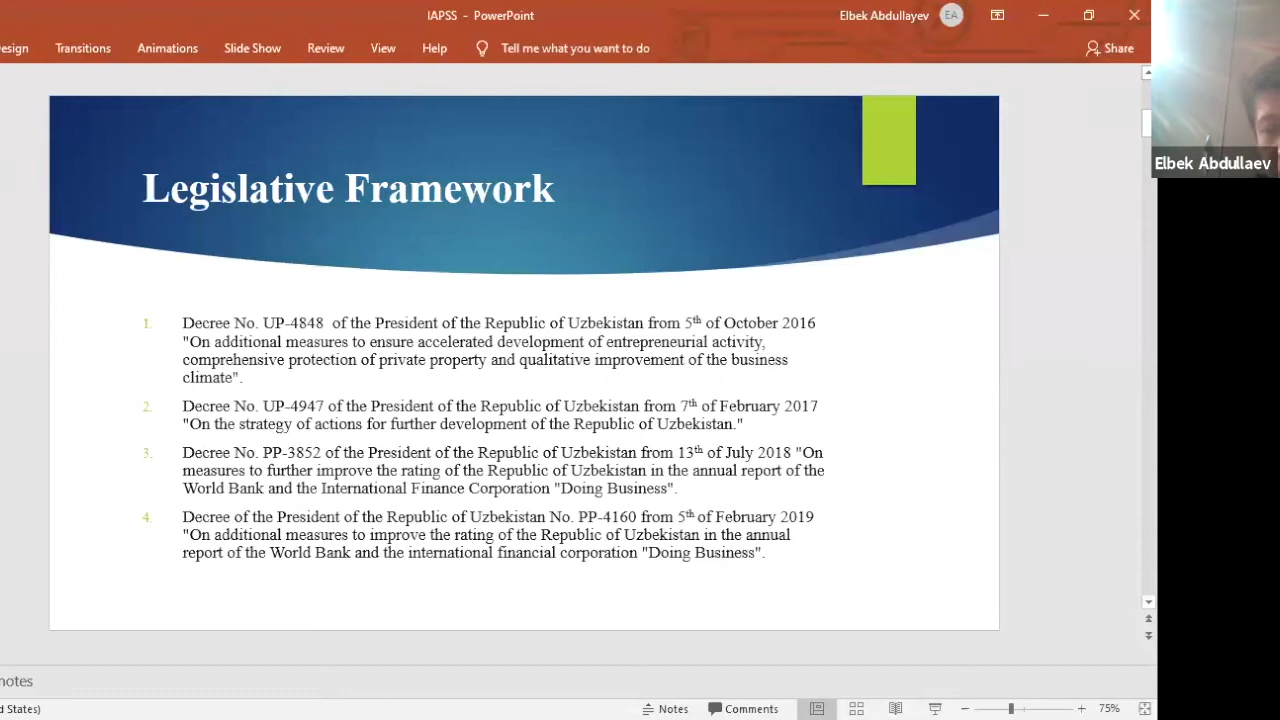 IAPSS - PowerPoint
Elbek Abdullayev EA
esign Transitions Animations Slide Show Review View Help Tell me what you want to do Share
Elbek Abdullaev
Legislative Framework
1. Decree No. UP-4848 of the President of the Republic of Uzbekistan from 5th of October 2016
"On additional measures to ensure accelerated development of entrepreneurial activity,
comprehensive protection of private property and qualitative improvement of the business
climate".
2. Decree No. UP-4947 of the President of the Republic of Uzbekistan from 7th of February 2017
"On the strategy of actions for further development of the Republic of Uzbekistan."
3. Decree No. PP-3852 of the President of the Republic of Uzbekistan from 13th of July 2018 "On
measures to further improve the rating of the Republic of Uzbekistan in the annual report of the
World Bank and the International Finance Corporation "Doing Business".
4. Decree of the President of the Republic of Uzbekistan No. PP-4160 from 5th of February 2019
"On additional measures to improve the rating of the Republic of Uzbekistan in the annual
report of the World Bank and the international financial corporation "Doing Business".
notes
d States) Notes Comments 75%